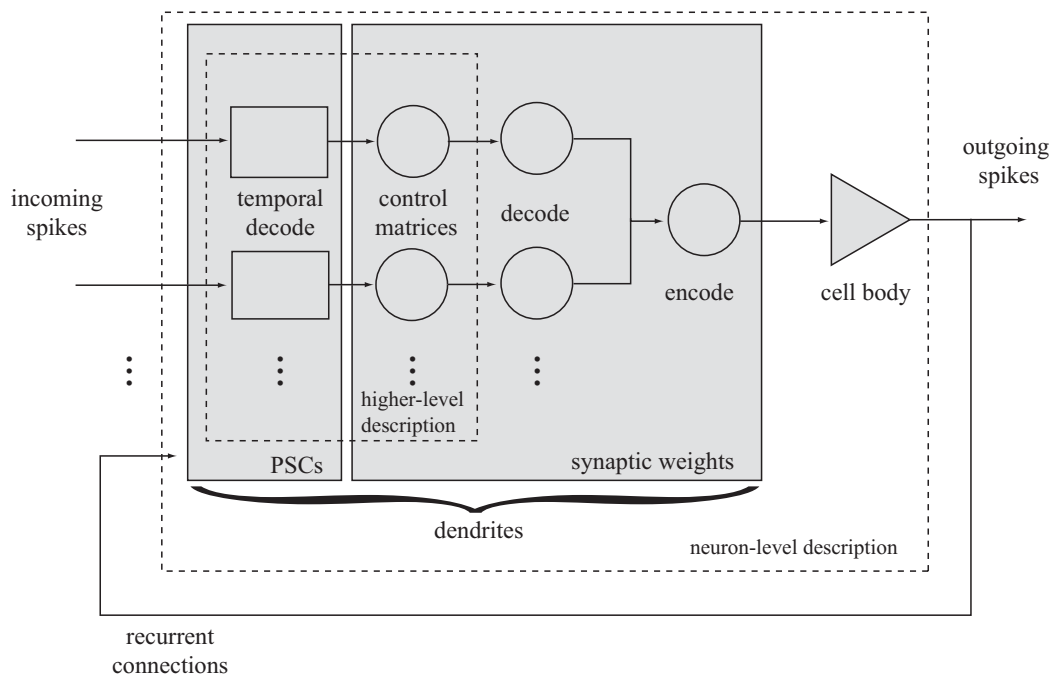 incoming
spikes
temporal
decode
control
matrices
decode
encode
cell body
outgoing
spikes
higher-level
description
PSCs
synaptic weights
dendrites
neuron-level description
recurrent
connections